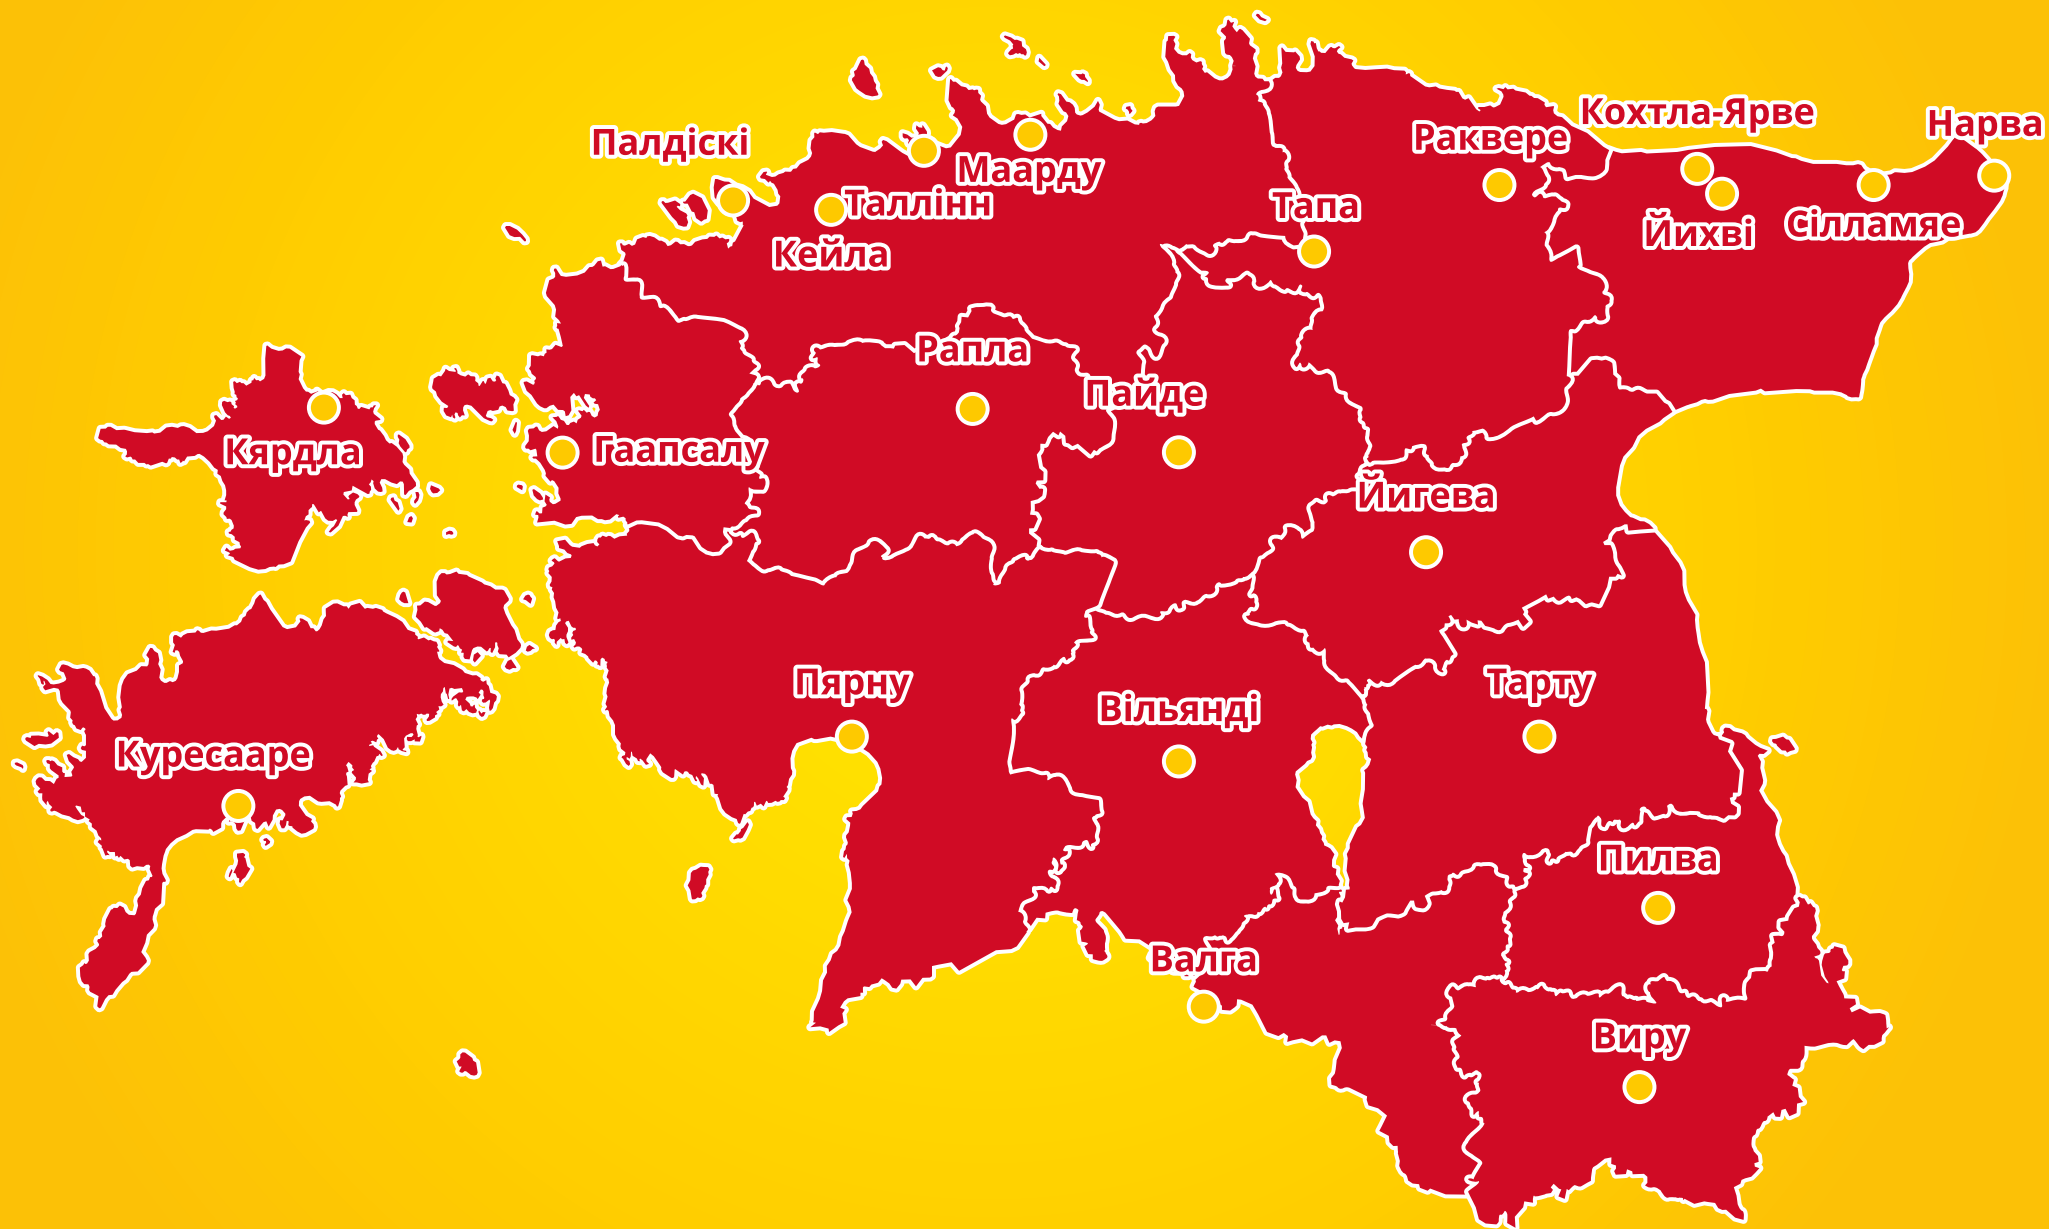 Кохтла-Ярве
Нарва
Раквере
Палдіскі
Маарду
Таллінн
Тапа
Сілламяе
Йихві
Кейла
Рапла
Пайде
Гаапсалу
Кярдла
Йигева
Пярну
Тарту
Вільянді
Куресааре
Пилва
Валга
Виру